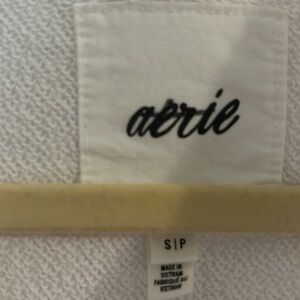 aerie
S|P
MADE IN
VIETNAM
FABRIQUÉ AU
VIETNAM